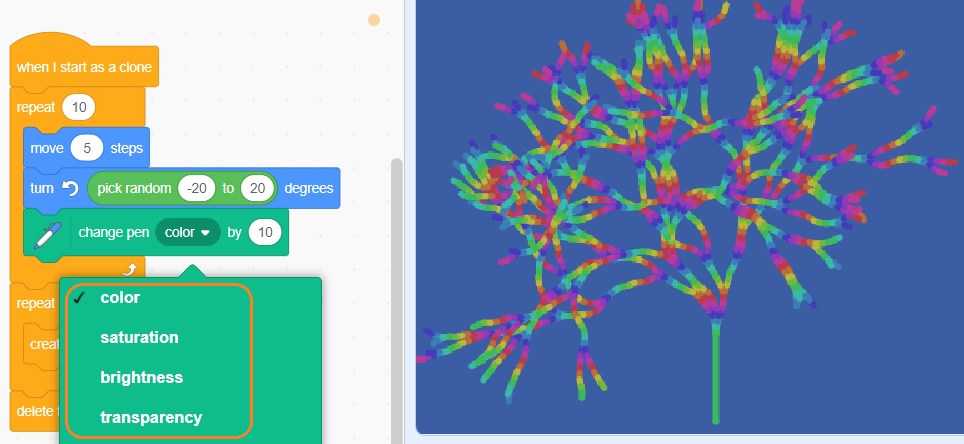 when I start as a clone
repeat 10
move 5 steps
turn pick random -20 to 20 degrees
change pen color by 10
color
repeat
saturation
brightness
delete
transparency